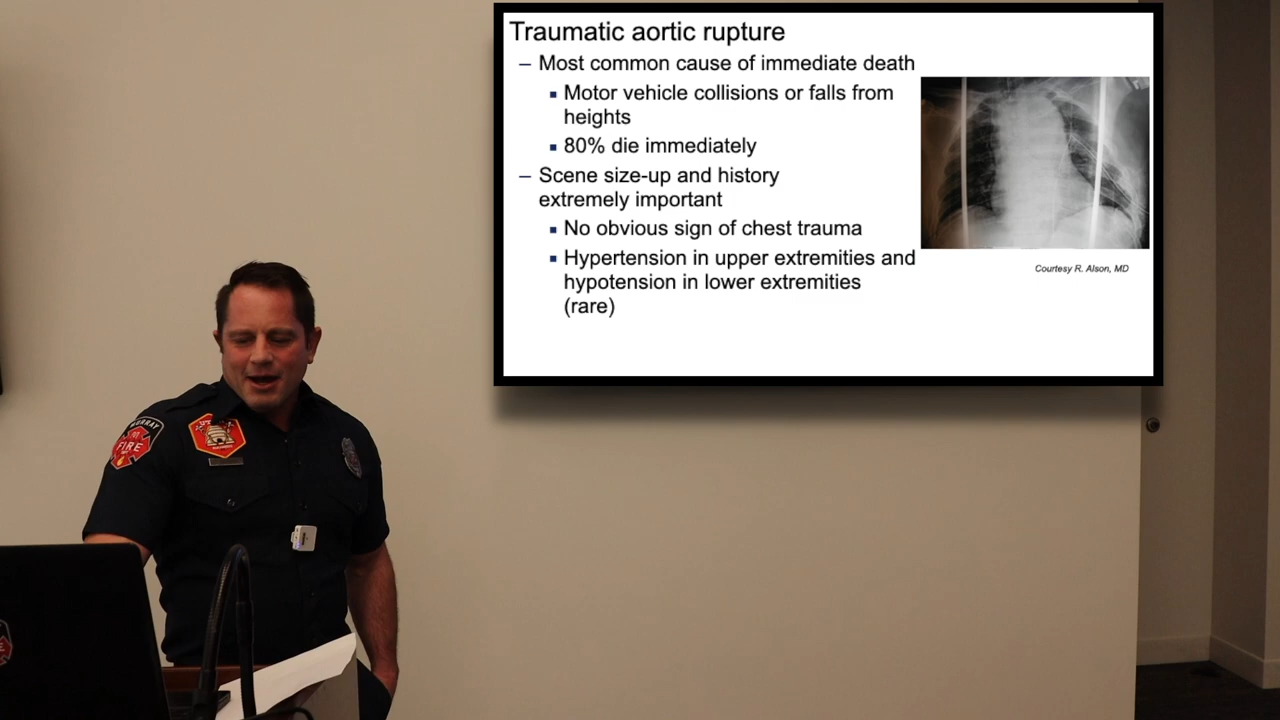 Traumatic aortic rupture
– Most common cause of immediate death
▪ Motor vehicle collisions or falls from
heights
▪ 80% die immediately
– Scene size-up and history
extremely important
▪ No obvious sign of chest trauma
▪ Hypertension in upper extremities and
hypotension in lower extremities
(rare)
Courtesy R. Alson, MD
MURRAY
FIRE